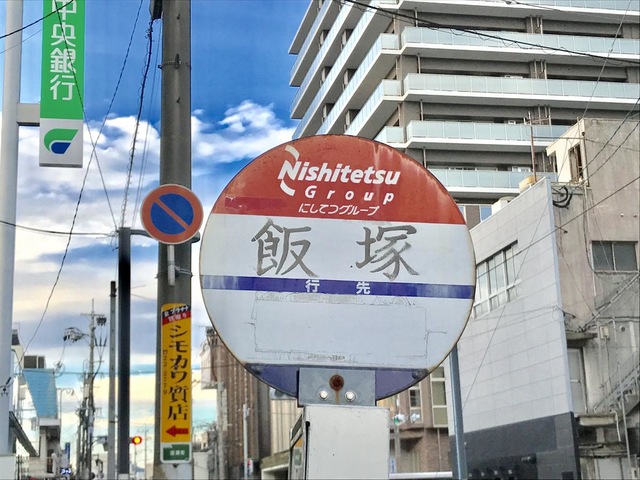 中央銀行
Nishitetsu
Group
にしてつグループ
飯塚
行先
シモカワ質店